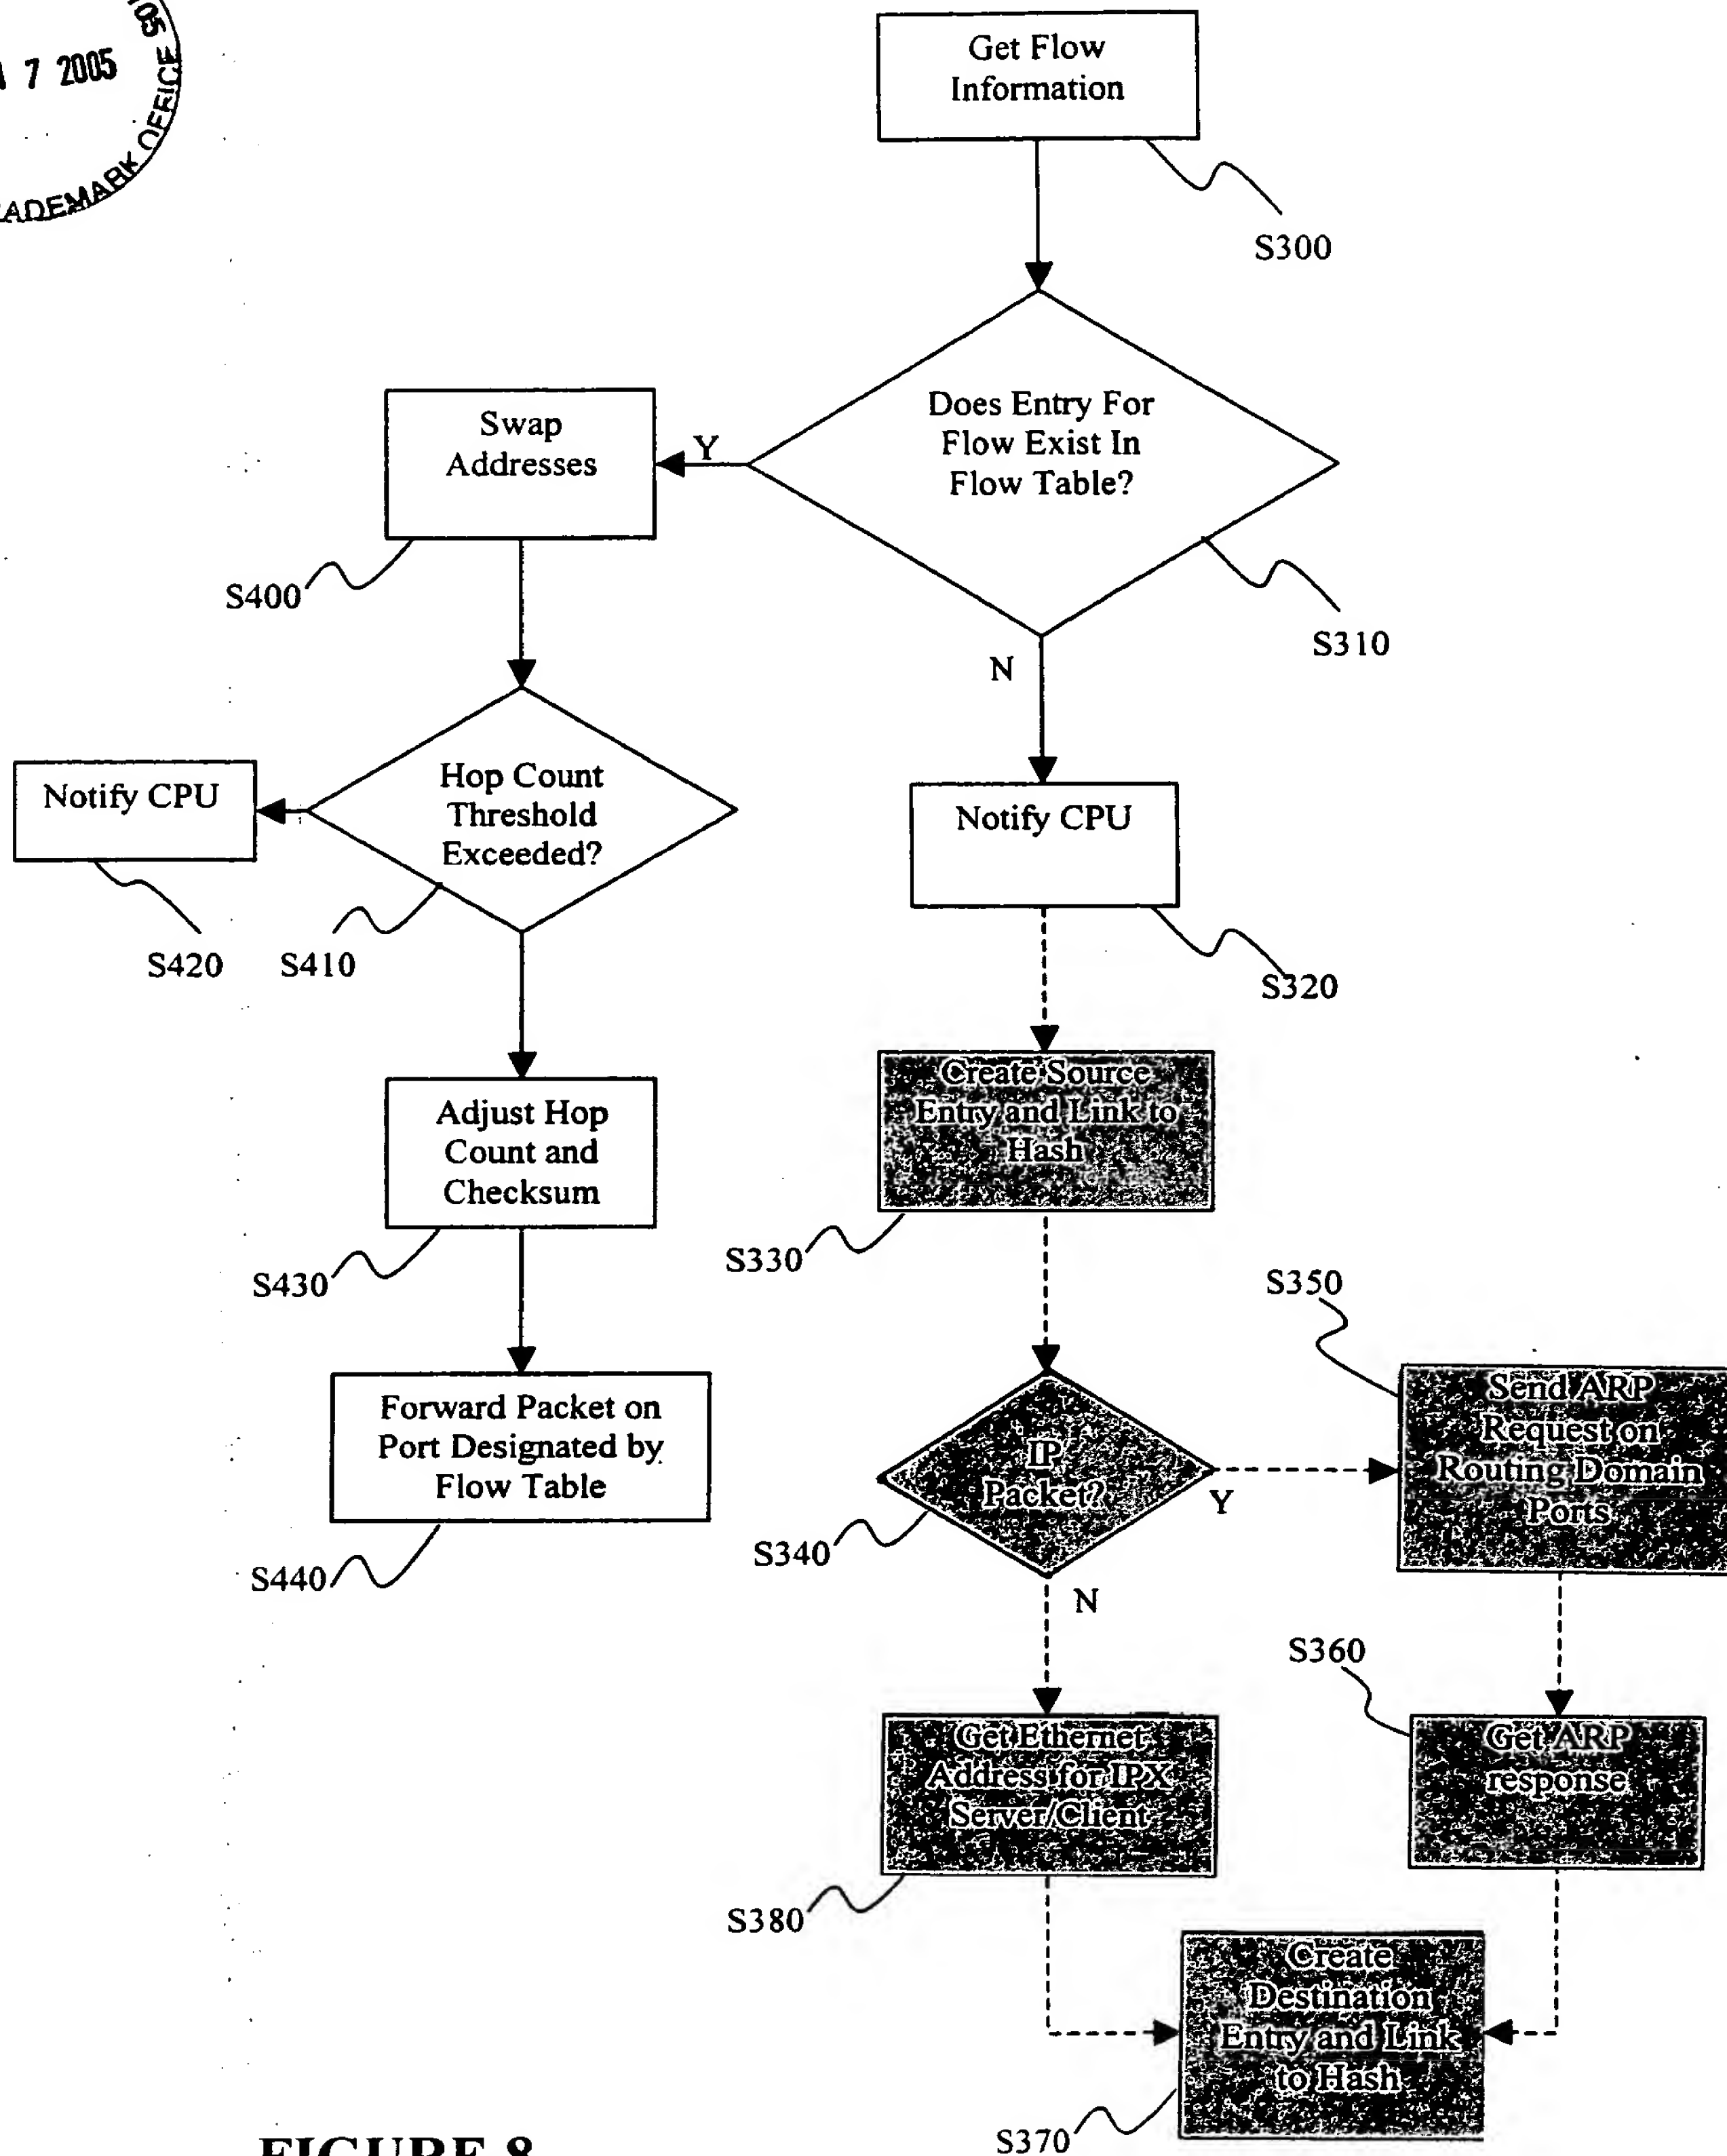 7 2005
TRADEMARK OFFICE
Get Flow
Information
S300
Does Entry For
Flow Exist In
Flow Table?
Y
Swap
Addresses
S400
S310
N
Hop Count
Threshold
Exceeded?
Notify CPU
Notify CPU
S420
S410
S320
Create Source
Entry and Link to
Hash
Adjust Hop
Count and
Checksum
S330
S430
S350
Send ARP
Request on
Routing Domain
Ports
Forward Packet on
Port Designated by
Flow Table
IP
Packet?
Y
S340
S440
N
S360
Get Ethernet
Address for IPX
Server/Client
Get ARP
response
S380
Create
Destination
Entry and Link
to Hash
S370
FIGURE 8